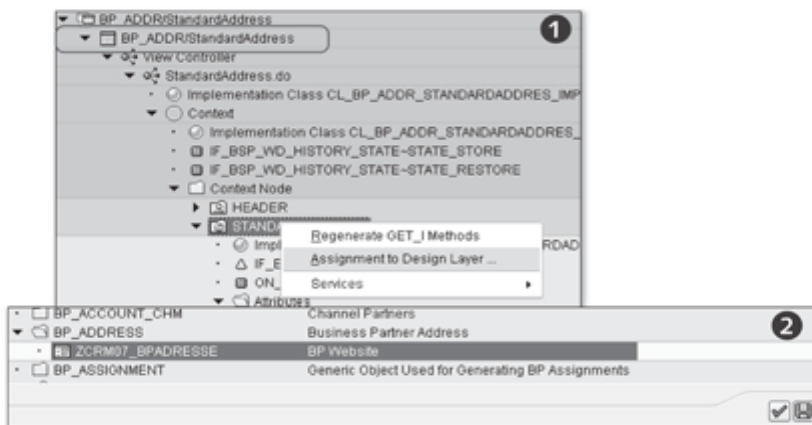 BP_ADDR/StandardAddress
1
BP_ADDR/StandardAddress
View Controller
StandardAddress.do
Implementation Class CL_BP_ADDR_STANDARDADDRES_IMP
Context
Implementation Class CL_BP_ADDR_STANDARDADDRES_
IF_BSP_WD_HISTORY_STATE~STATE_STORE
IF_BSP_WD_HISTORY_STATE~STATE_RESTORE
Context Node
HEADER
STAND
Regenerate GET_I Methods
Impl
RDAD
Assignment to Design Layer ...
IF_E
ON_
Services
Attributes
BP_ACCOUNT_CHM Channel Partners
BP_ADDRESS Business Partner Address
2
ZCRM07_BPADRESSE BP Website
BP_ASSIGNMENT Generic Object Used for Generating BP Assignments